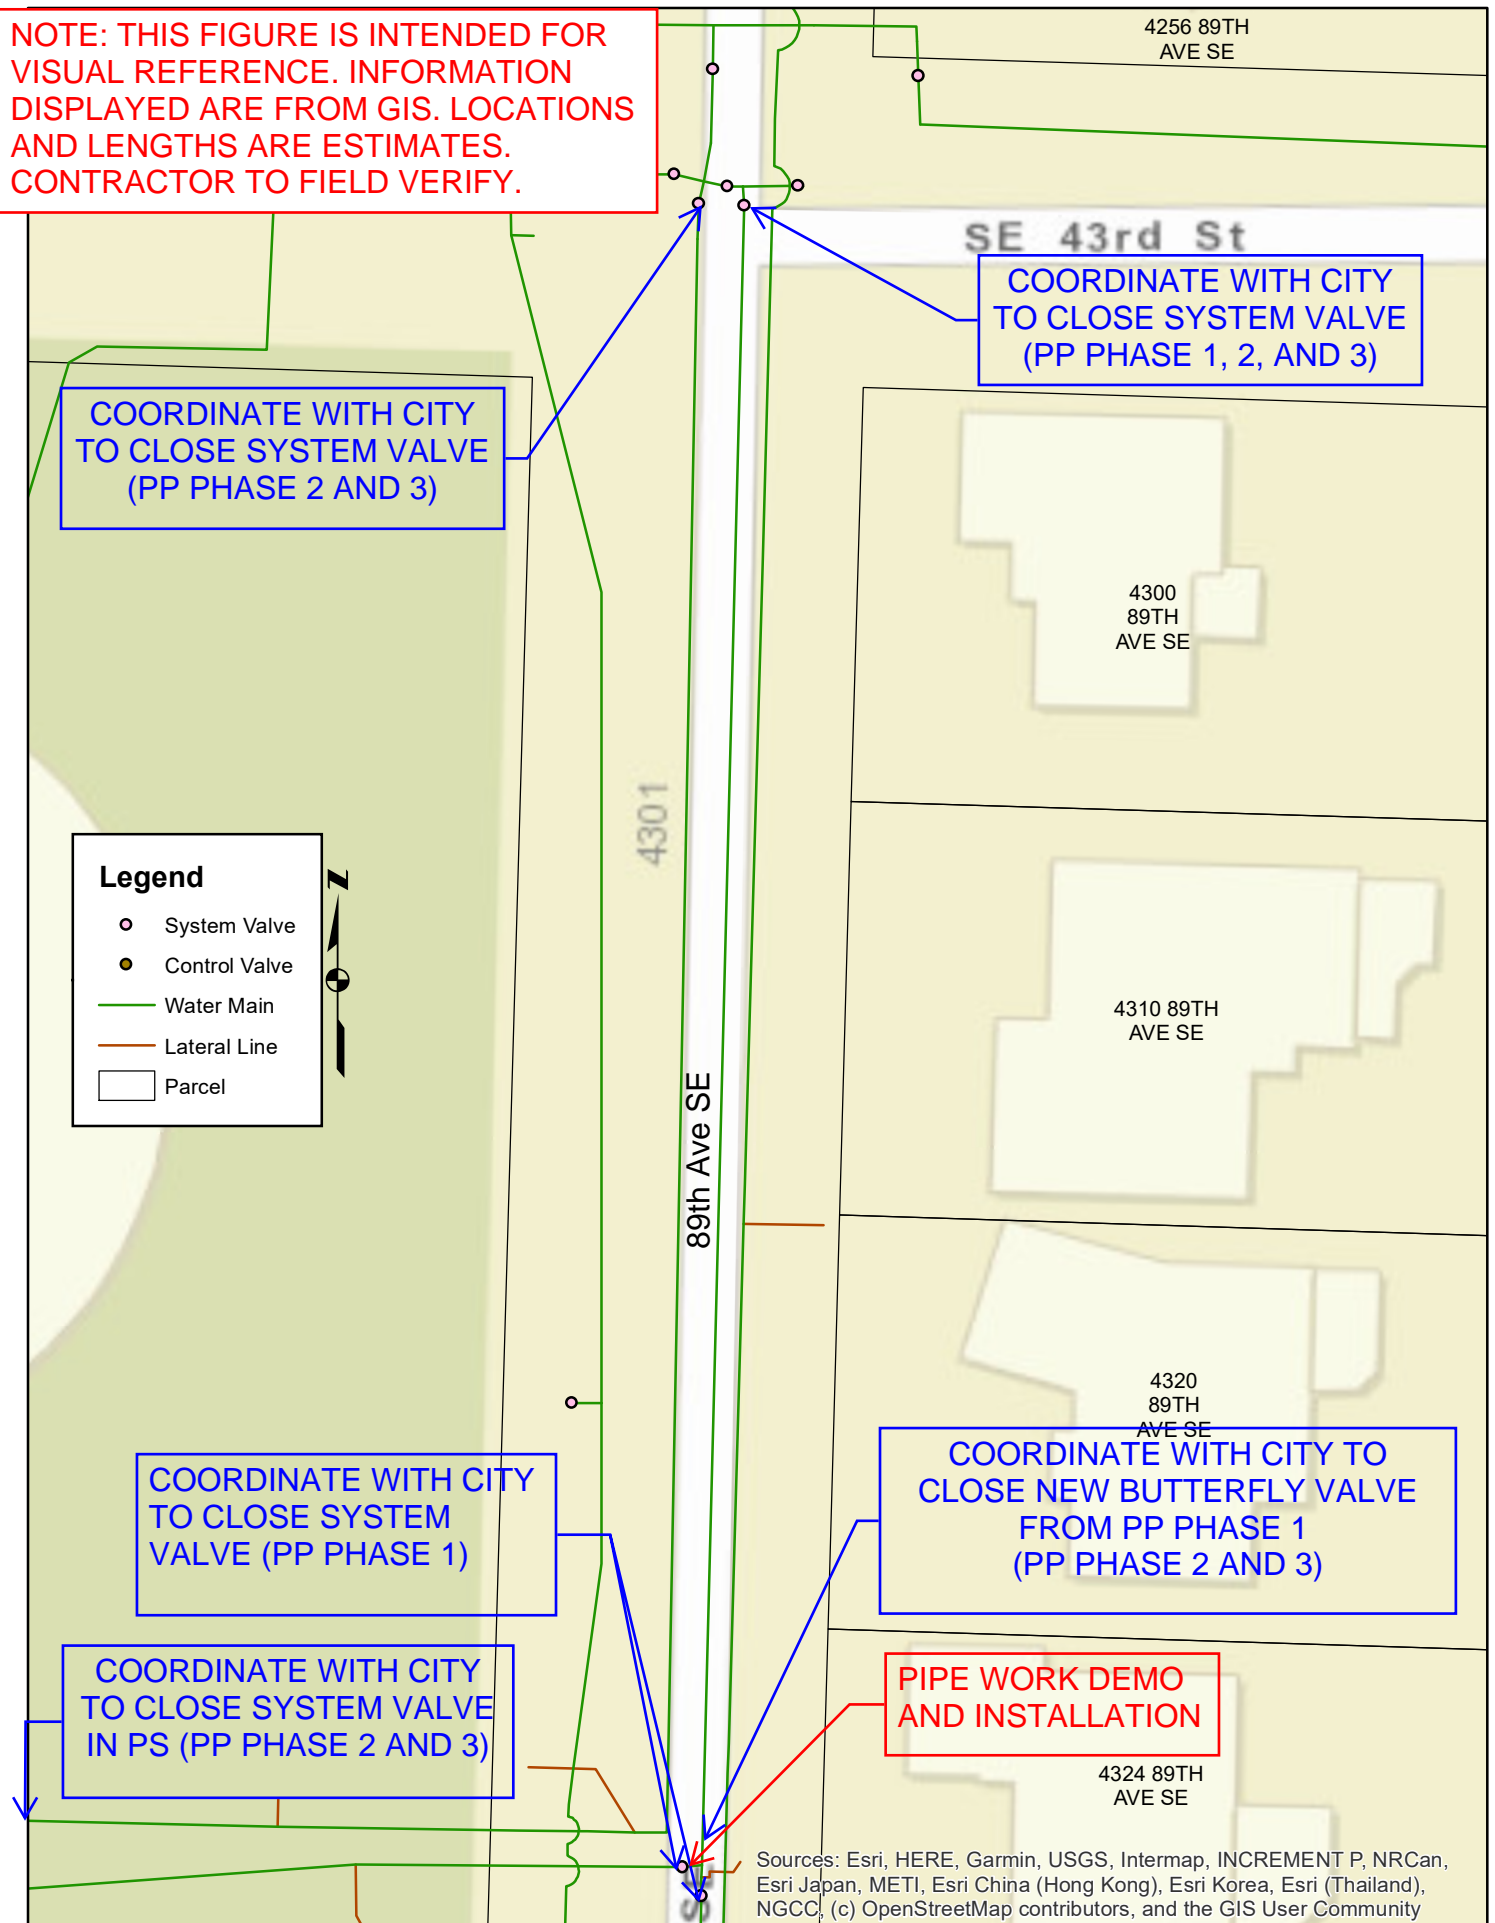 NOTE: THIS FIGURE IS INTENDED FOR
VISUAL REFERENCE. INFORMATION
DISPLAYED ARE FROM GIS. LOCATIONS
AND LENGTHS ARE ESTIMATES.
CONTRACTOR TO FIELD VERIFY.
4256 89TH
AVE SE
SE 43rd St
COORDINATE WITH CITY
TO CLOSE SYSTEM VALVE
(PP PHASE 1, 2, AND 3)
COORDINATE WITH CITY
TO CLOSE SYSTEM VALVE
(PP PHASE 2 AND 3)
4300
89TH
AVE SE
4301
Legend
System Valve
Control Valve
Water Main
Lateral Line
Parcel
Z
4310 89TH
AVE SE
89th Ave SE
4320
89TH
AVE SE
COORDINATE WITH CITY
TO CLOSE SYSTEM
VALVE (PP PHASE 1)
COORDINATE WITH CITY TO
CLOSE NEW BUTTERFLY VALVE
FROM PP PHASE 1
(PP PHASE 2 AND 3)
COORDINATE WITH CITY
TO CLOSE SYSTEM VALVE
IN PS (PP PHASE 2 AND 3)
PIPE WORK DEMO
AND INSTALLATION
4324 89TH
AVE SE
Sources: Esri, HERE, Garmin, USGS, Intermap, INCREMENT P, NRCan,
Esri Japan, METI, Esri China (Hong Kong), Esri Korea, Esri (Thailand),
NGCC, (c) OpenStreetMap contributors, and the GIS User Community